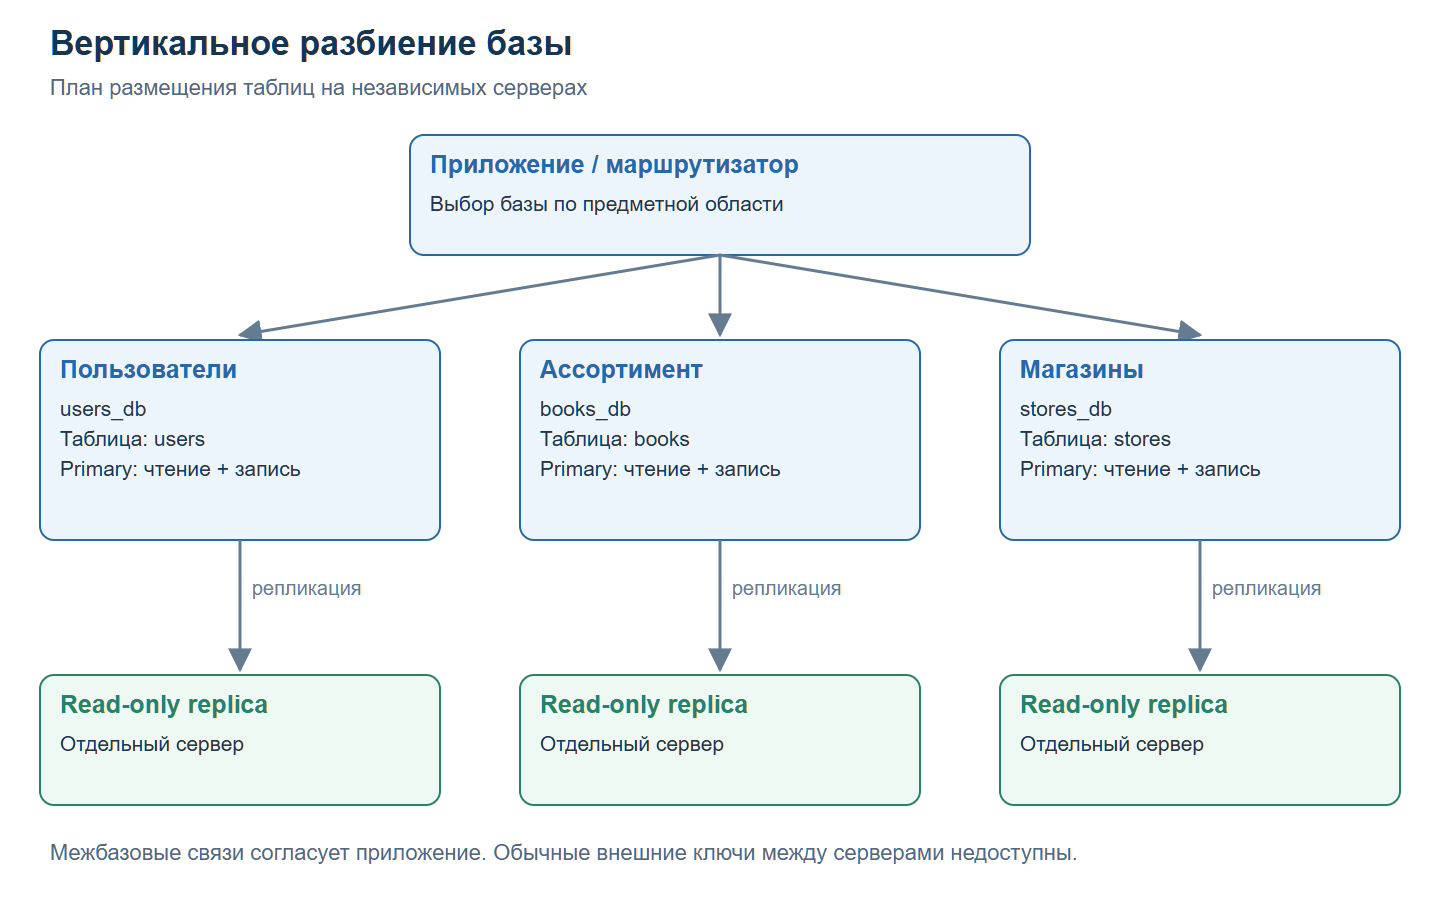 Вертикальное разбиение базы
План размещения таблиц на независимых серверах
Приложение / маршрутизатор
Выбор базы по предметной области
Пользователи
users_db
Таблица: users
Primary: чтение + запись
Ассортимент
books_db
Таблица: books
Primary: чтение + запись
Магазины
stores_db
Таблица: stores
Primary: чтение + запись
репликация
репликация
репликация
Read-only replica
Отдельный сервер
Read-only replica
Отдельный сервер
Read-only replica
Отдельный сервер
Межбазовые связи согласует приложение. Обычные внешние ключи между серверами недоступны.